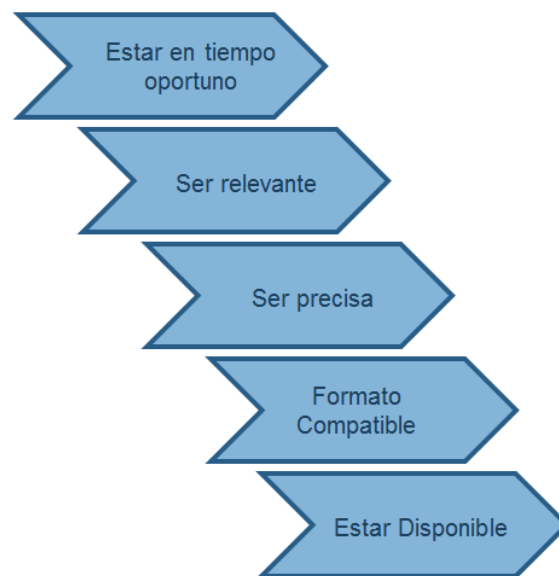 Estar en tiempo
oportuno
Ser relevante
Ser precisa
Formato
Compatible
Estar Disponible